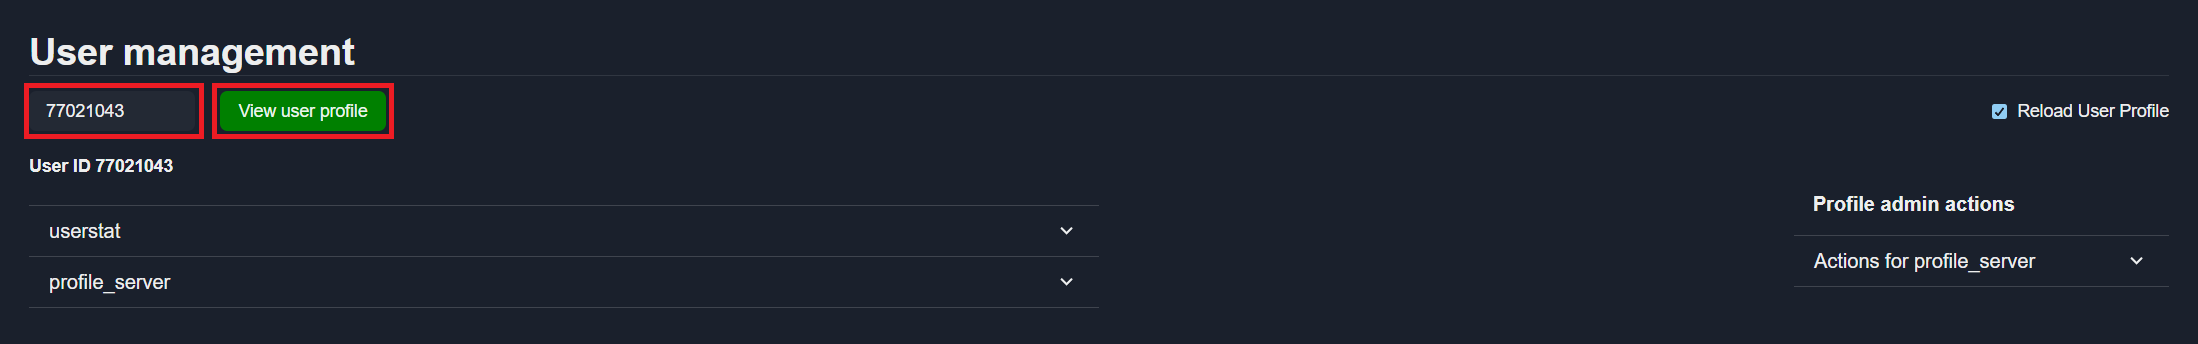 User management
77021043
View user profile
Reload User Profile
User ID 77021043
userstat
profile_server
Profile admin actions
Actions for profile_server